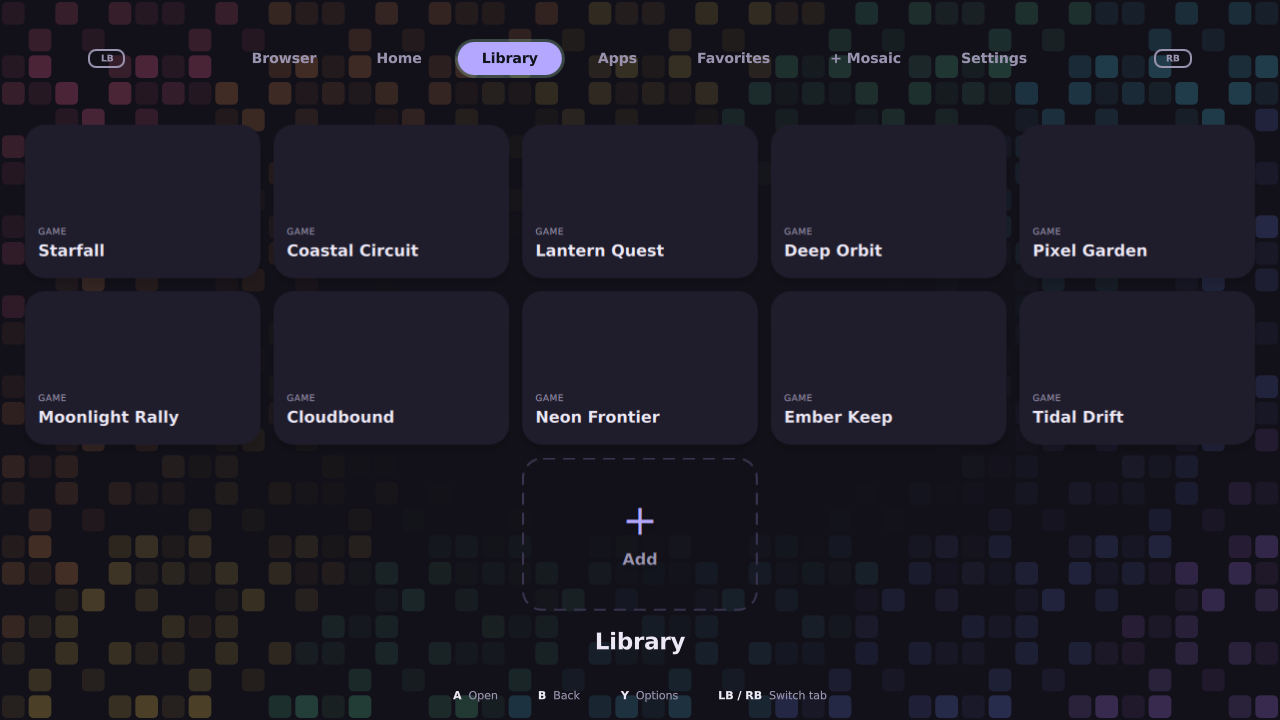 LB Browser Home Library Apps Favorites + Mosaic Settings RB
GAME GAME GAME GAME GAME
Starfall Coastal Circuit Lantern Quest Deep Orbit Pixel Garden
GAME GAME GAME GAME GAME
Moonlight Rally Cloudbound Neon Frontier Ember Keep Tidal Drift
Add
Library
A Open B Back Y Options LB / RB Switch tab